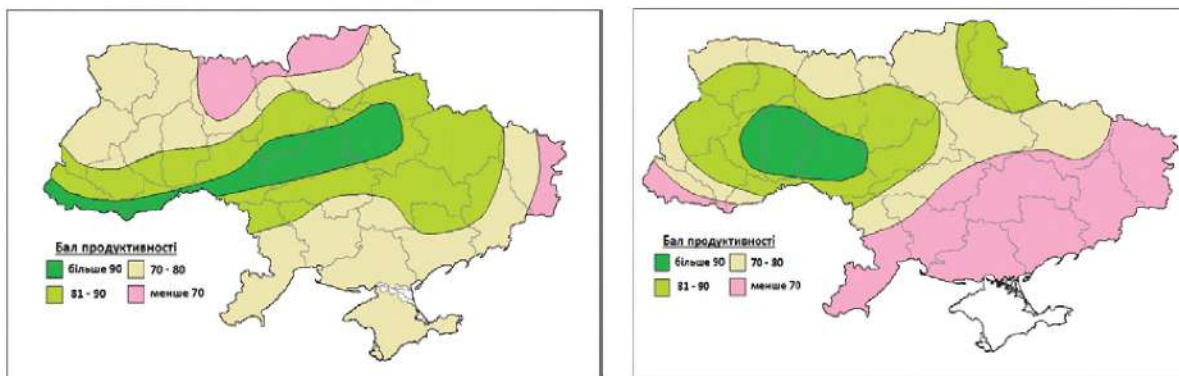 Бал продуктивності
більше 90
70 - 80
81 - 90
менше 70
Бал продуктивності
більше 90
70 - 80
81 - 90
менше 70